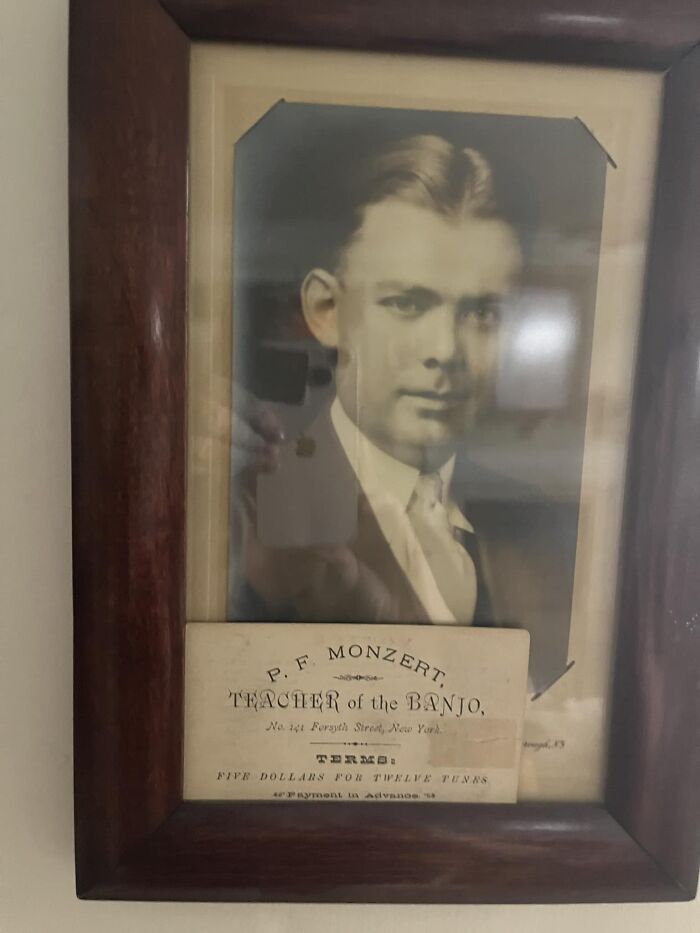 P. F. MONZERT,
TEACHER of the BANJO,
No. 141 Forsyth Street, New York.
TERMS:
FIVE DOLLARS FOR TWELVE TUNES
Payment in Advance